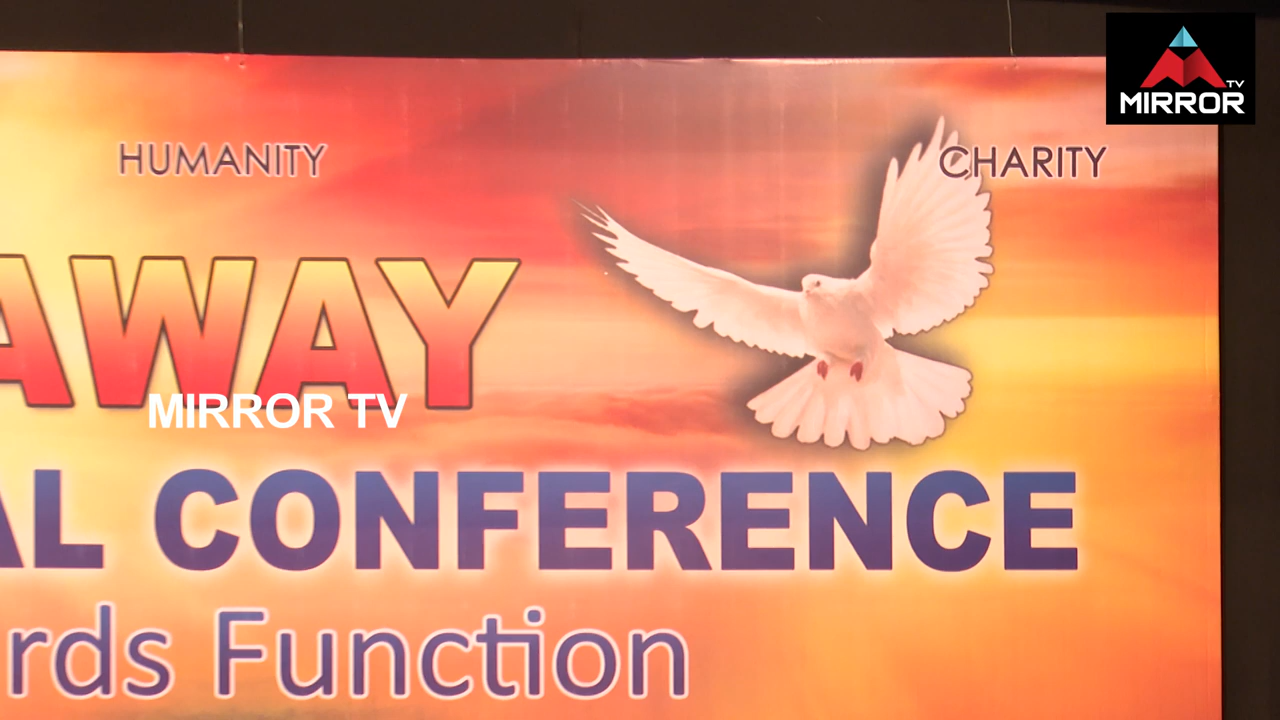 TV
MIRROR
HUMANITY
CHARITY
AWAY
MIRROR TV
AL CONFERENCE
rds Function